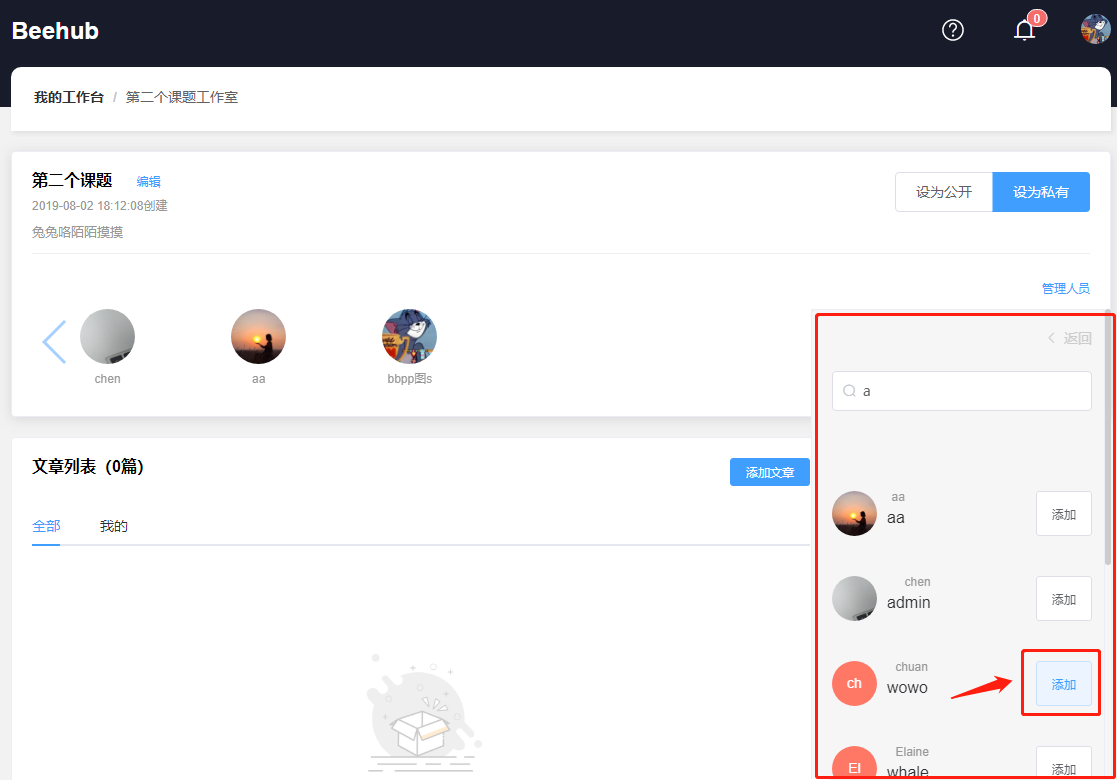 Beehub
0
我的工作台 / 第二个课题工作室
第二个课题 编辑
设为公开 设为私有
2019-08-02 18:12:08创建
兔兔咯陌陌摸摸
管理人员
chen aa bbpp图s
返回
a
文章列表（0篇）
添加文章
全部 我的
aa
aa
添加
chen
admin
添加
ch
chuan
wowo
添加
El
Elaine
whale
添加